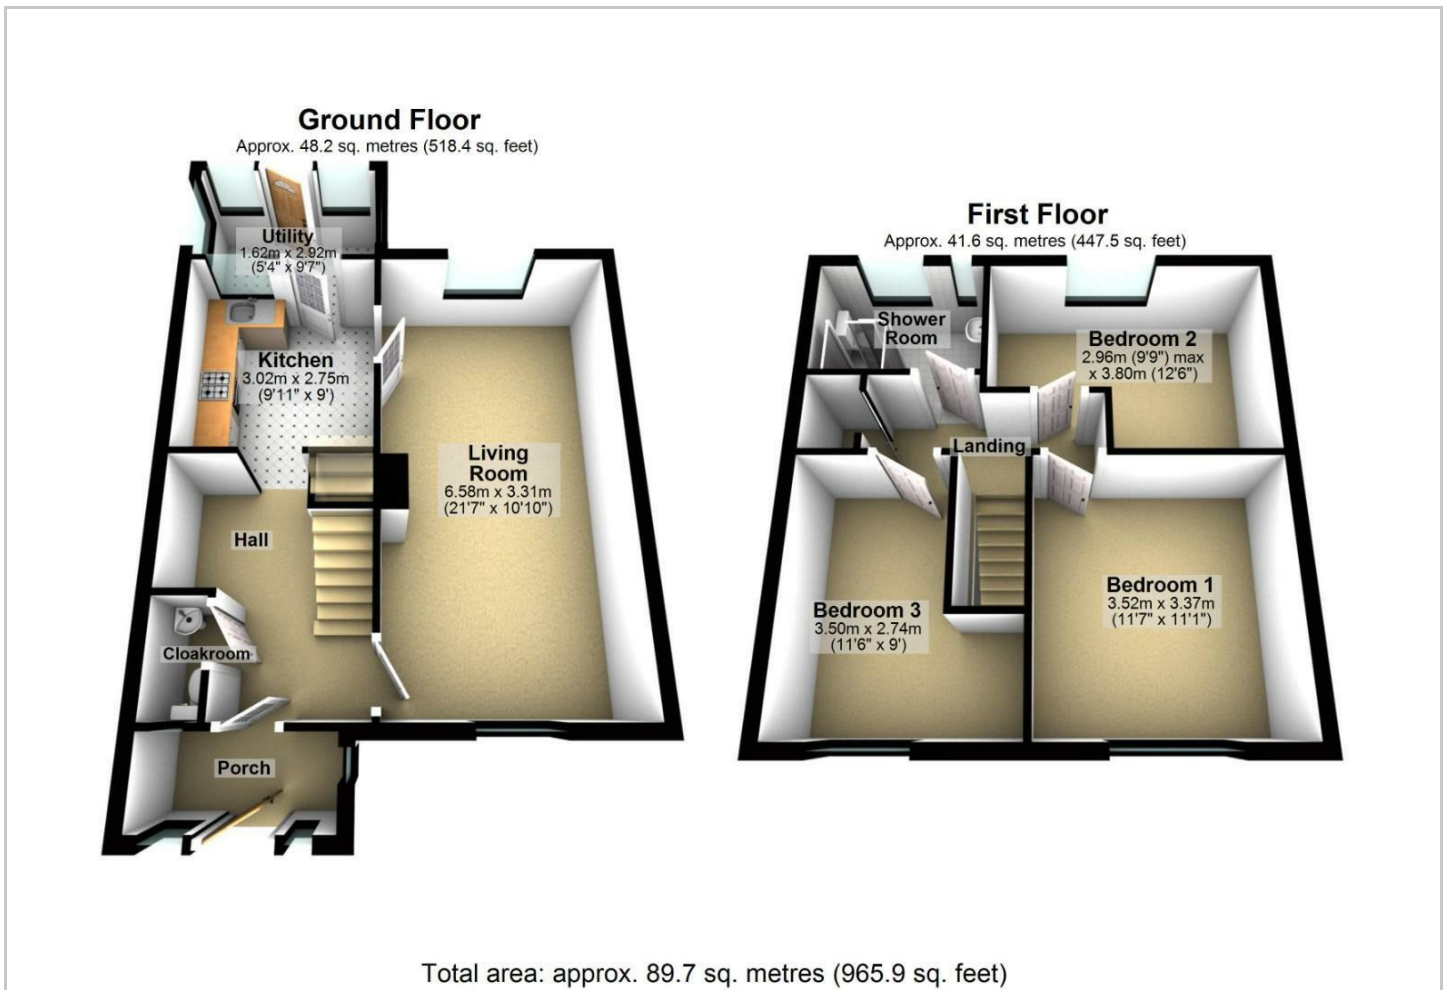 Ground Floor
Approx. 48.2 sq. metres (518.4 sq. feet)
Utility
1.62m x 2.92m
(5'4" x 9'7")
Kitchen
3.02m x 2.75m
(9'11" x 9')
Living
Room
6.58m x 3.31m
(21'7" x 10'10")
Hall
Cloakroom
Porch
First Floor
Approx. 41.6 sq. metres (447.5 sq. feet)
Shower
Room
Bedroom 2
2.96m (9'9") max
x 3.80m (12'6")
Landing
Bedroom 1
3.52m x 3.37m
(11'7" x 11'1")
Bedroom 3
3.50m x 2.74m
(11'6" x 9')
Total area: approx. 89.7 sq. metres (965.9 sq. feet)